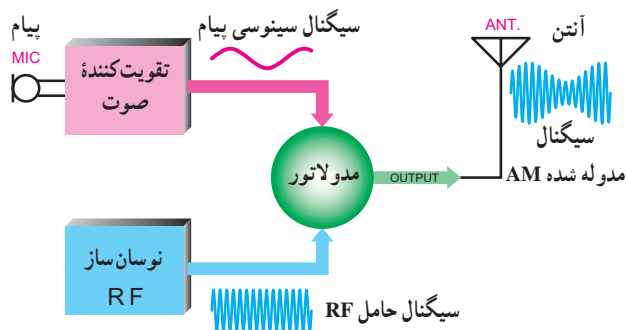 پیام
MIC
تقویت‌کنندهٔ
صوت
سیگنال سینوسی پیام
ANT.
آنتن
سیگنال
مدوله شده AM
مدولاتور
OUTPUT
نوسان‌ساز
RF
سیگنال حامل RF